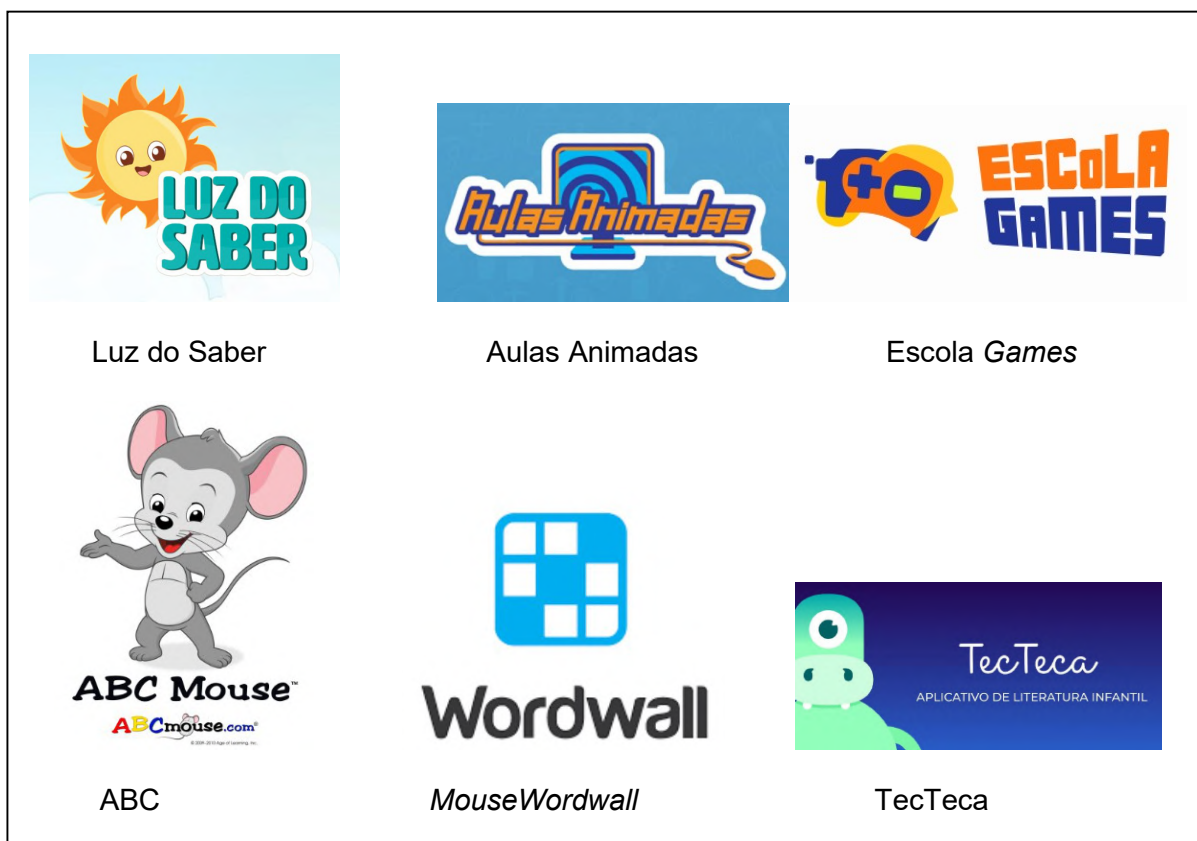 LUZ DO
SABER
Aulas Animadas
ESCOLA
GAMES
Luz do Saber
Aulas Animadas
Escola Games
ABC Mouse™
ABCmouse.com®
Wordwall
TecTeca
APLICATIVO DE LITERATURA INFANTIL
ABC
MouseWordwall
TecTeca